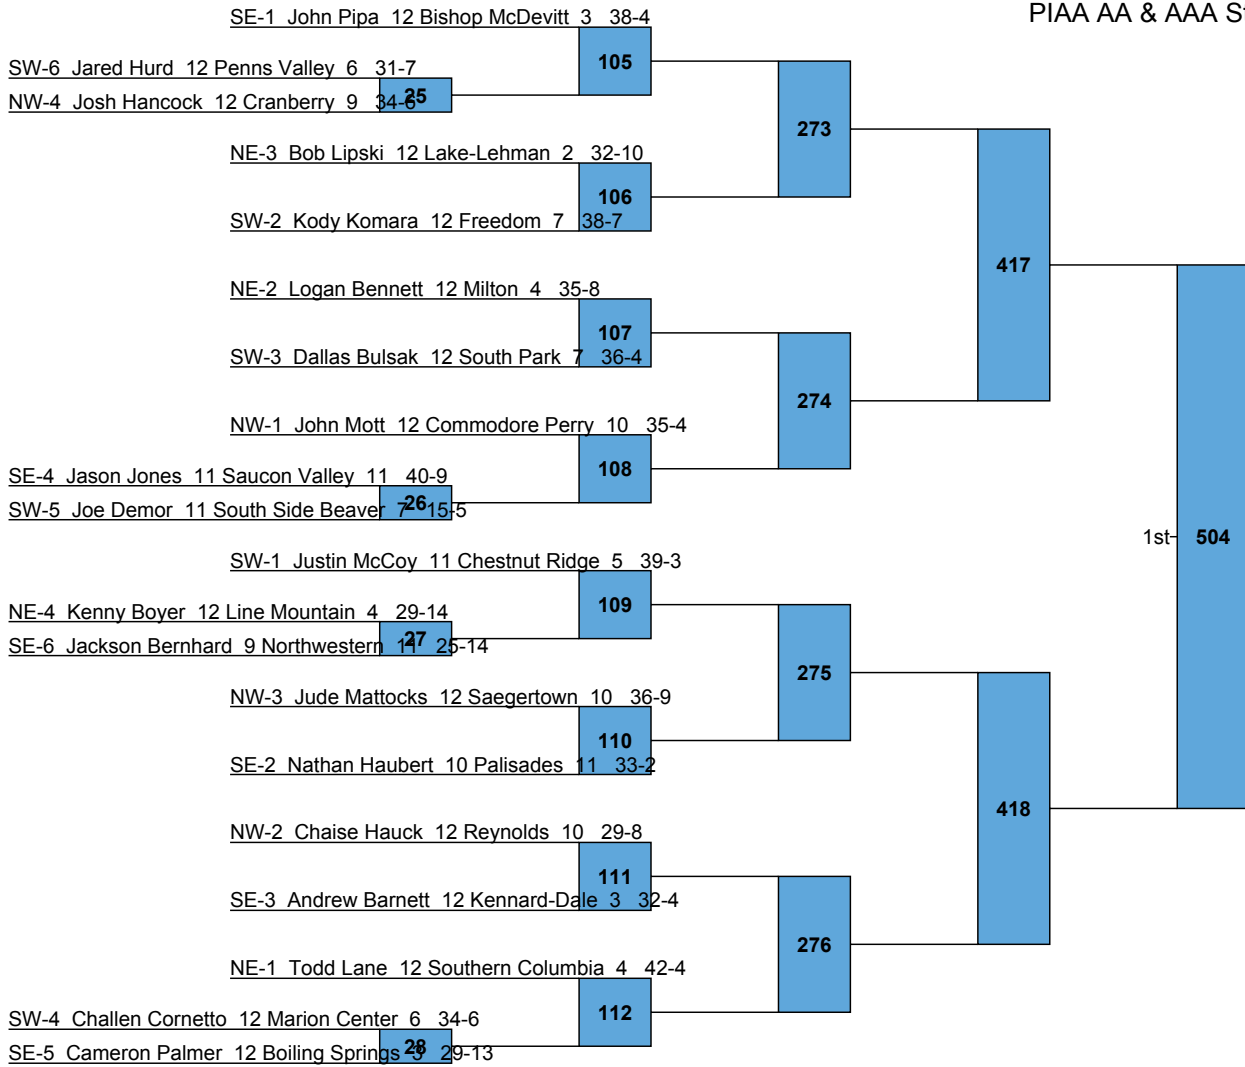 PIAA AA & AAA St
SE-1 John Pipa 12 Bishop McDevitt 3 38-4
105
SW-6 Jared Hurd 12 Penns Valley 6 31-7
25
NW-4 Josh Hancock 12 Cranberry 9 34-6
273
NE-3 Bob Lipski 12 Lake-Lehman 2 32-10
106
SW-2 Kody Komara 12 Freedom 7 38-7
417
NE-2 Logan Bennett 12 Milton 4 35-8
107
SW-3 Dallas Bulsak 12 South Park 7 36-4
274
NW-1 John Mott 12 Commodore Perry 10 35-4
108
SE-4 Jason Jones 11 Saucon Valley 11 40-9
26
SW-5 Joe Demor 11 South Side Beaver 7 15-5
1st
504
SW-1 Justin McCoy 11 Chestnut Ridge 5 39-3
109
NE-4 Kenny Boyer 12 Line Mountain 4 29-14
27
SE-6 Jackson Bernhard 9 Northwestern 11 25-14
275
NW-3 Jude Mattocks 12 Saegertown 10 36-9
110
SE-2 Nathan Haubert 10 Palisades 11 33-2
418
NW-2 Chaise Hauck 12 Reynolds 10 29-8
111
SE-3 Andrew Barnett 12 Kennard-Dale 3 32-4
276
NE-1 Todd Lane 12 Southern Columbia 4 42-4
112
SW-4 Challen Cornetto 12 Marion Center 6 34-6
28
SE-5 Cameron Palmer 12 Boiling Springs 3 29-13